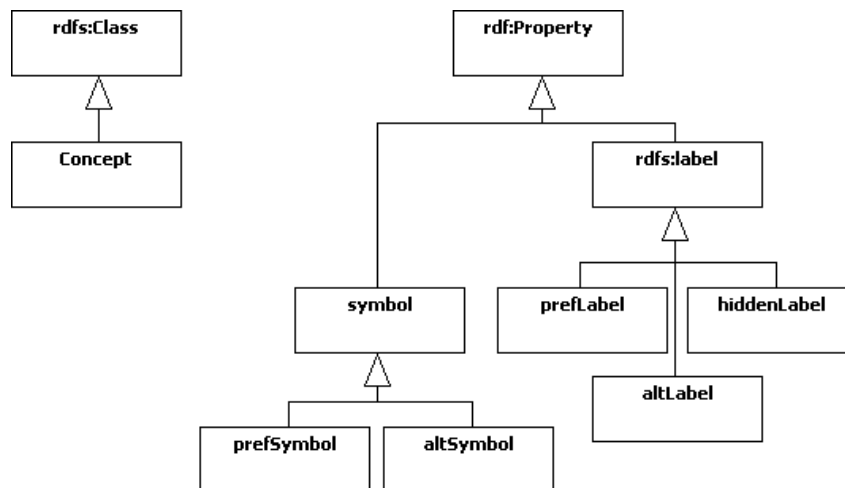 rdfs:Class
rdf:Property
Concept
rdfs:label
symbol
prefLabel
hiddenLabel
altLabel
prefSymbol
altSymbol